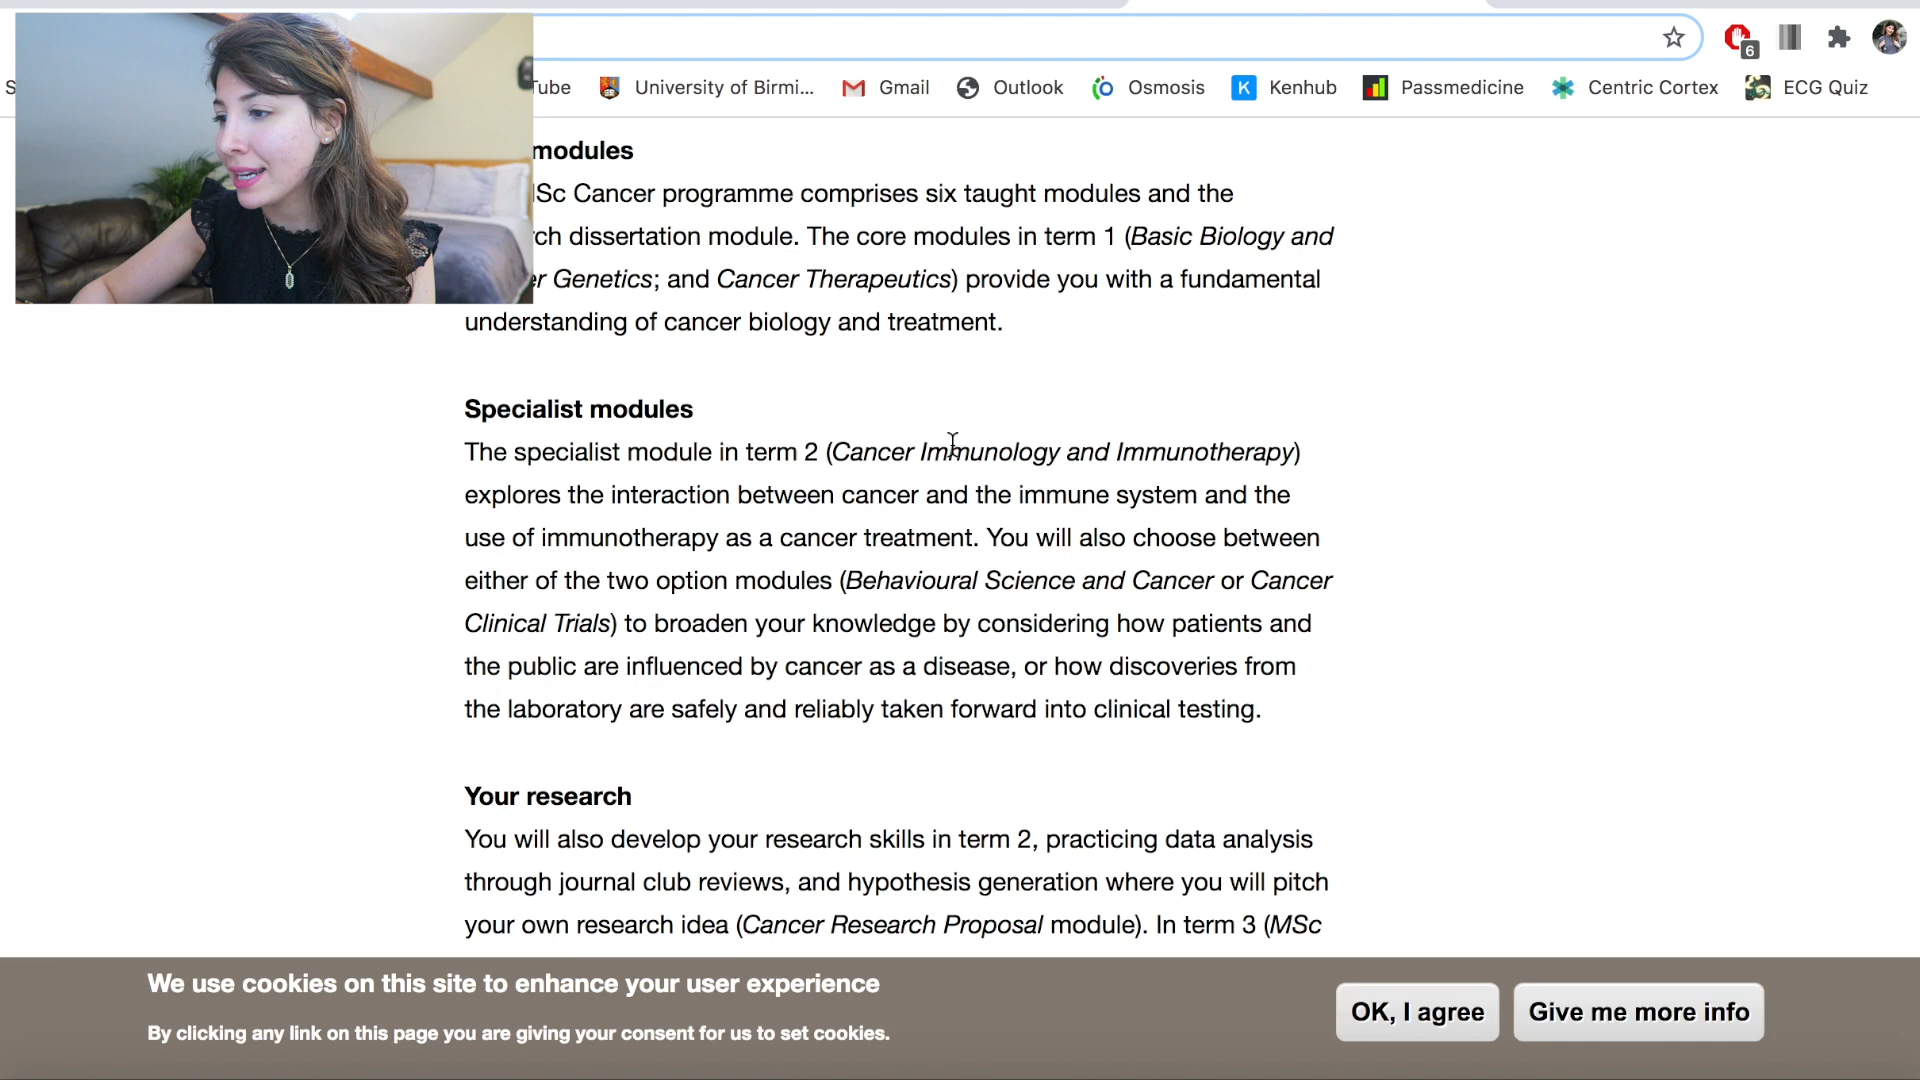 6
Tube University of Birmi... Gmail Outlook Osmosis K Kenhub Passmedicine Centric Cortex ECG Quiz
modules
MSc Cancer programme comprises six taught modules and the
dissertation module. The core modules in term 1 (Basic Biology and
Genetics; and Cancer Therapeutics) provide you with a fundamental
understanding of cancer biology and treatment.
Specialist modules
The specialist module in term 2 (Cancer Immunology and Immunotherapy)
explores the interaction between cancer and the immune system and the
use of immunotherapy as a cancer treatment. You will also choose between
either of the two option modules (Behavioural Science and Cancer or Cancer
Clinical Trials) to broaden your knowledge by considering how patients and
the public are influenced by cancer as a disease, or how discoveries from
the laboratory are safely and reliably taken forward into clinical testing.
Your research
You will also develop your research skills in term 2, practicing data analysis
through journal club reviews, and hypothesis generation where you will pitch
your own research idea (Cancer Research Proposal module). In term 3 (MSc
We use cookies on this site to enhance your user experience
By clicking any link on this page you are giving your consent for us to set cookies.
OK, I agree
Give me more info